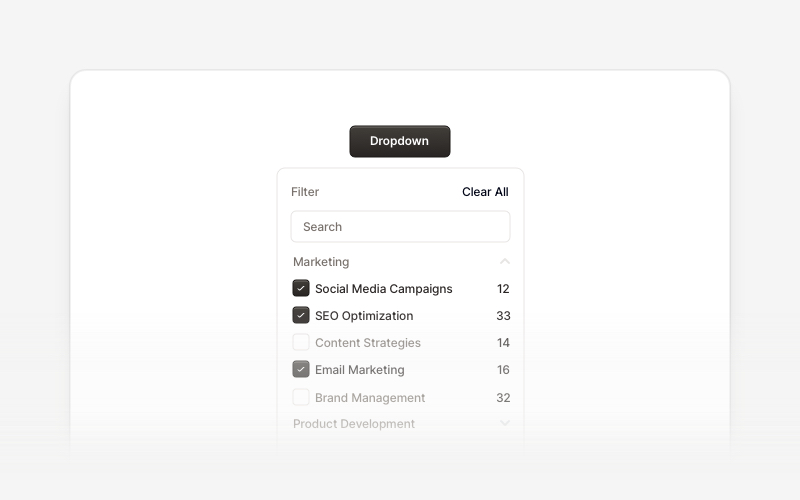 Dropdown
Filter Clear All
Search
Marketing
Social Media Campaigns 12
SEO Optimization 33
Content Strategies 14
Email Marketing 16
Brand Management 32
Product Development